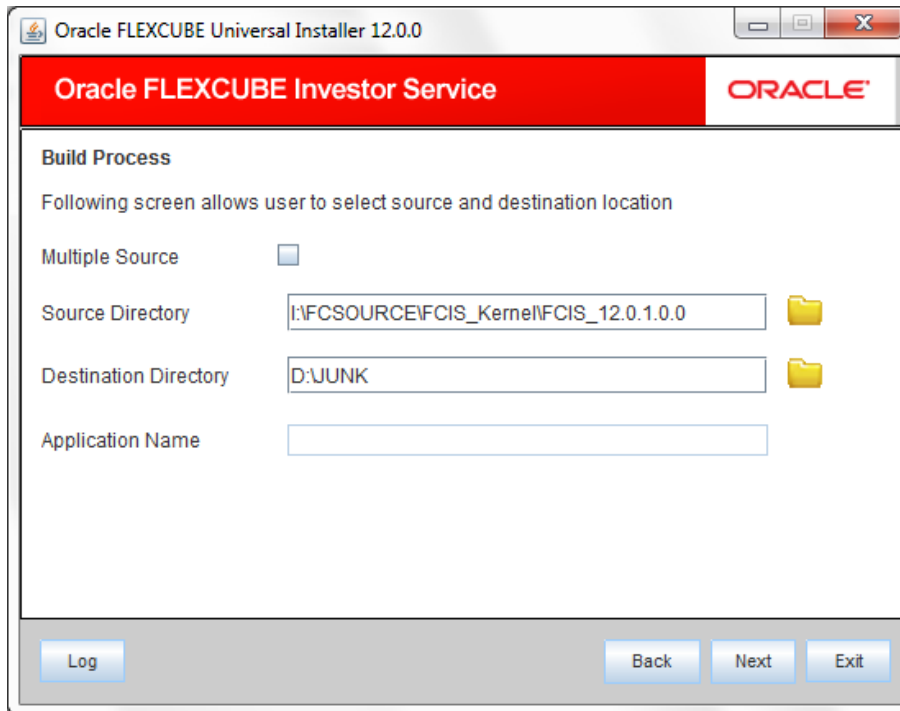 Oracle FLEXCUBE Universal Installer 12.0.0
Oracle FLEXCUBE Investor Service
ORACLE
Build Process
Following screen allows user to select source and destination location
Multiple Source
Source Directory I:\FCSOURCE\FCIS_Kernel\FCIS_12.0.1.0.0
Destination Directory D:\JUNK
Application Name
Log Back Next Exit